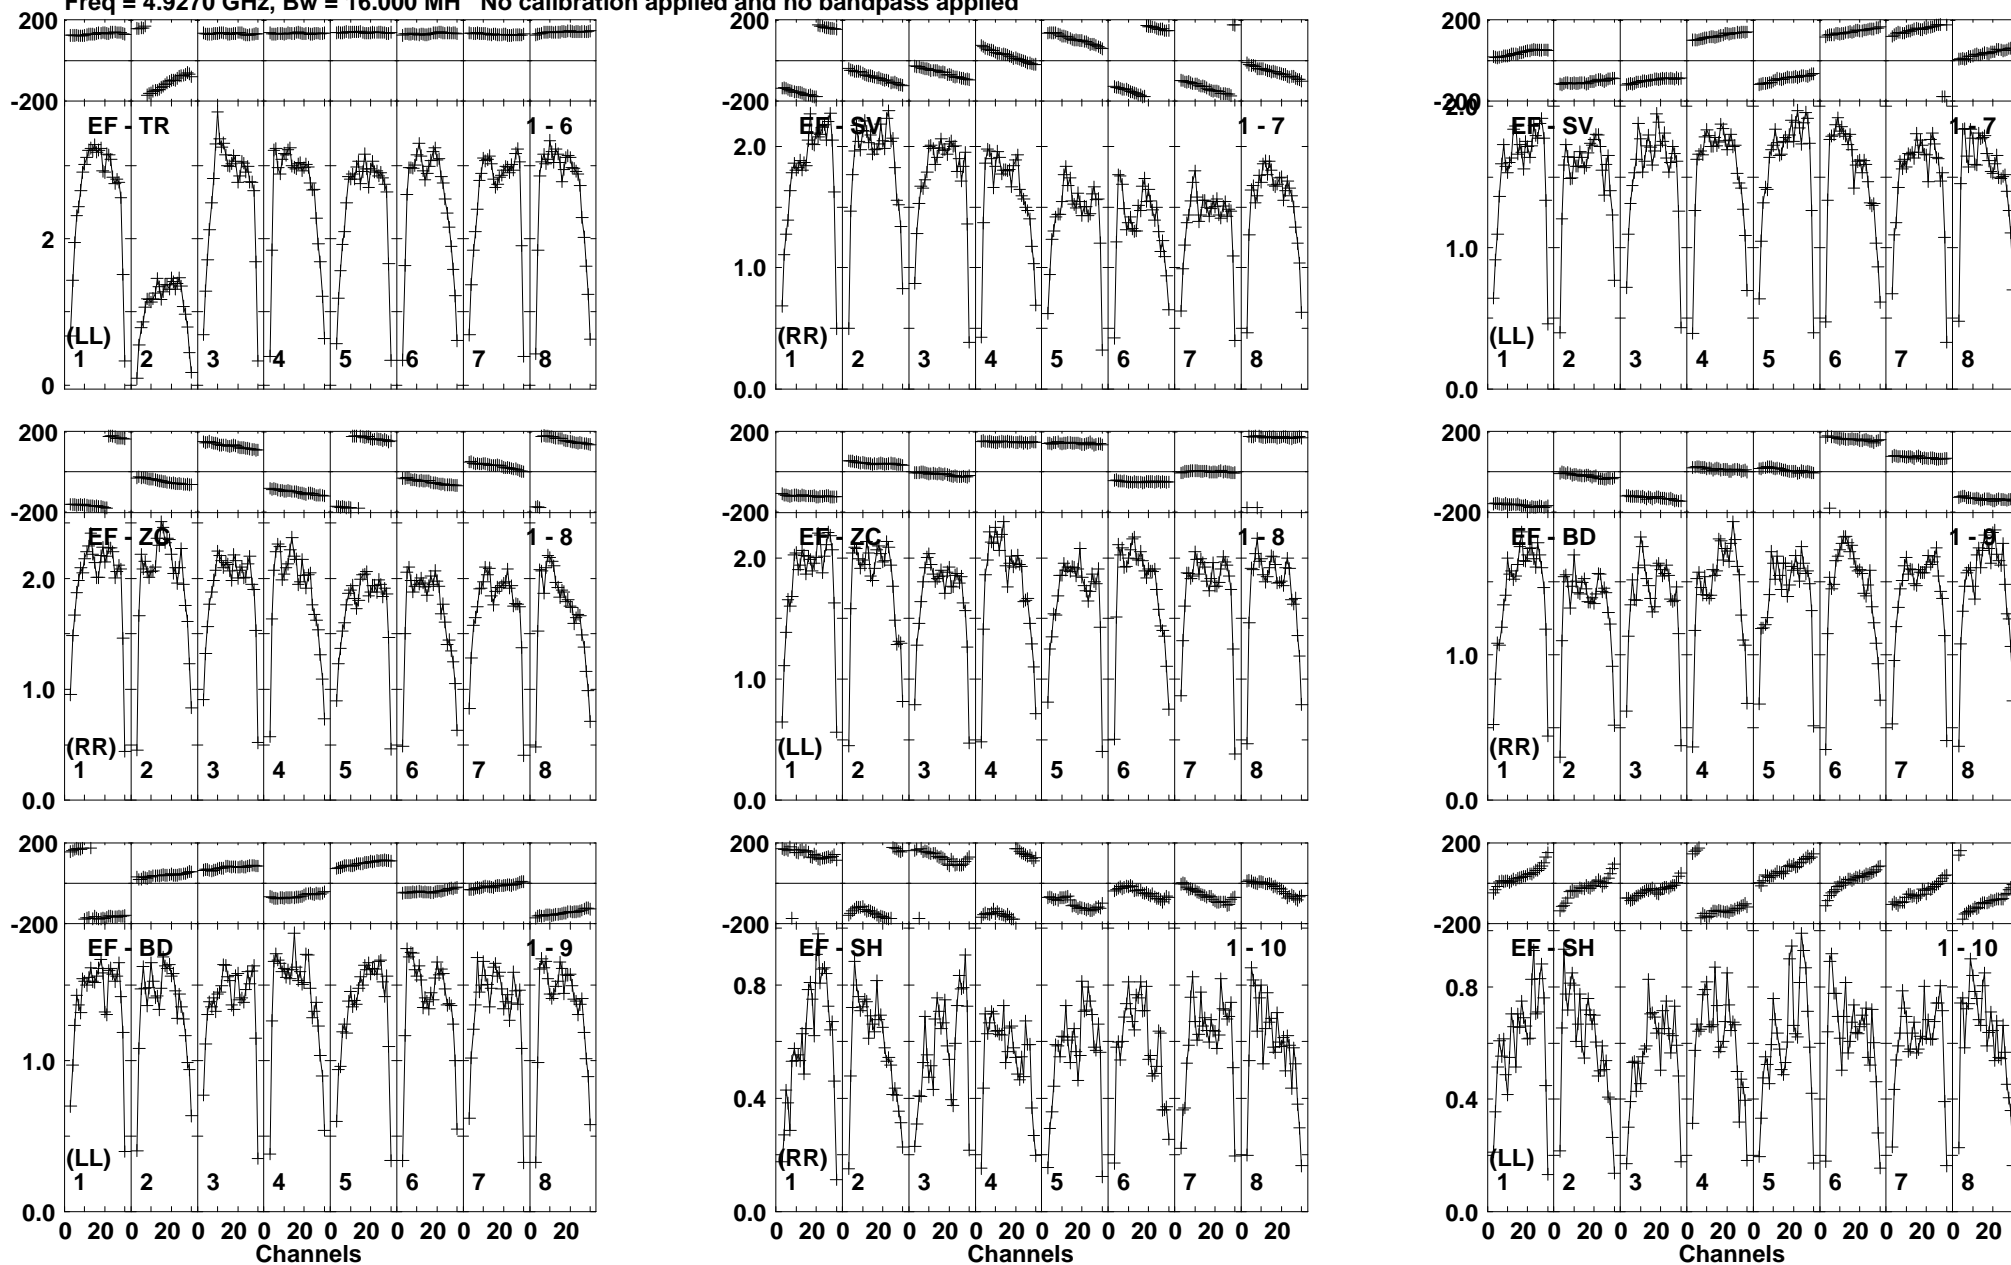 Freq = 4.9270 GHz, Bw = 16.000 MH No calibration applied and no bandpass applied
200 200 200
-200 -200 -200
EF - TR 1 - 6 EF - SV 1 - 7 EF - SV 1 - 7
2.0
2.0
2
1.0 1.0
(LL) (RR) (LL)
1 2 3 4 5 6 7 8 1 2 3 4 5 6 7 8 1 2 3 4 5 6 7 8
0 0.0 0.0
200 200 200
-200 -200 -200
EF - ZC 1 - 8 EF - ZC 1 - 8 EF - BD 1 - 9
2.0 2.0
1.0 1.0 1.0
(RR) (LL) (RR)
1 2 3 4 5 6 7 8 1 2 3 4 5 6 7 8 1 2 3 4 5 6 7 8
0.0 0.0 0.0
200 200 200
-200 -200 -200
EF - BD 1 - 9 EF - SH 1 - 10 EF - SH 1 - 10
0.8 0.8
1.0 0.4 0.4
(LL) (RR) (LL)
1 2 3 4 5 6 7 8 1 2 3 4 5 6 7 8 1 2 3 4 5 6 7 8
0.0 0.0 0.0
0 20 0 20 0 20 0 20 0 20 0 20 0 20 0 20 0 20 0 20 0 20 0 20 0 20 0 20 0 20 0 20 0 20 0 20 0 20 0 20 0 20 0 20 0 20 0 20
Channels Channels Channels